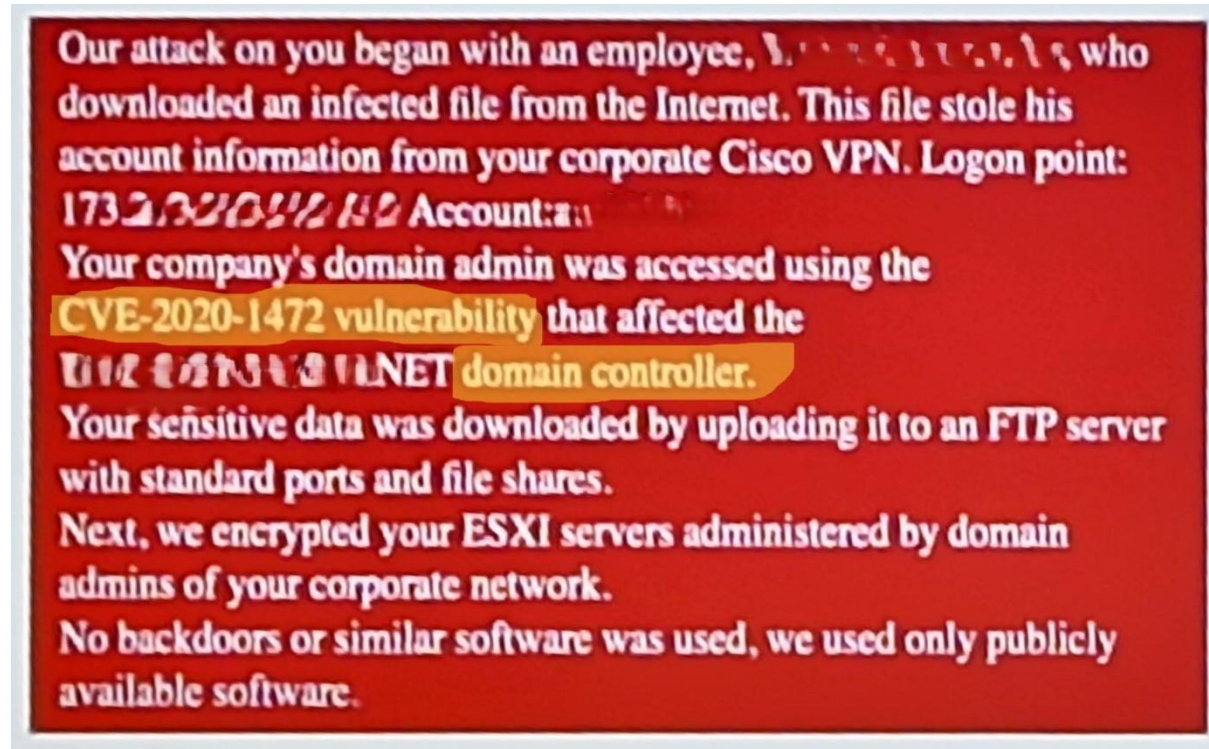 Our attack on you began with an employee, who
downloaded an infected file from the Internet. This file stole his
account information from your corporate Cisco VPN. Logon point:
173. Account:
Your company's domain admin was accessed using the
CVE-2020-1472 vulnerability that affected the
NET domain controller.
Your sensitive data was downloaded by uploading it to an FTP server
with standard ports and file shares.
Next, we encrypted your ESXI servers administered by domain
admins of your corporate network.
No backdoors or similar software was used, we used only publicly
available software.